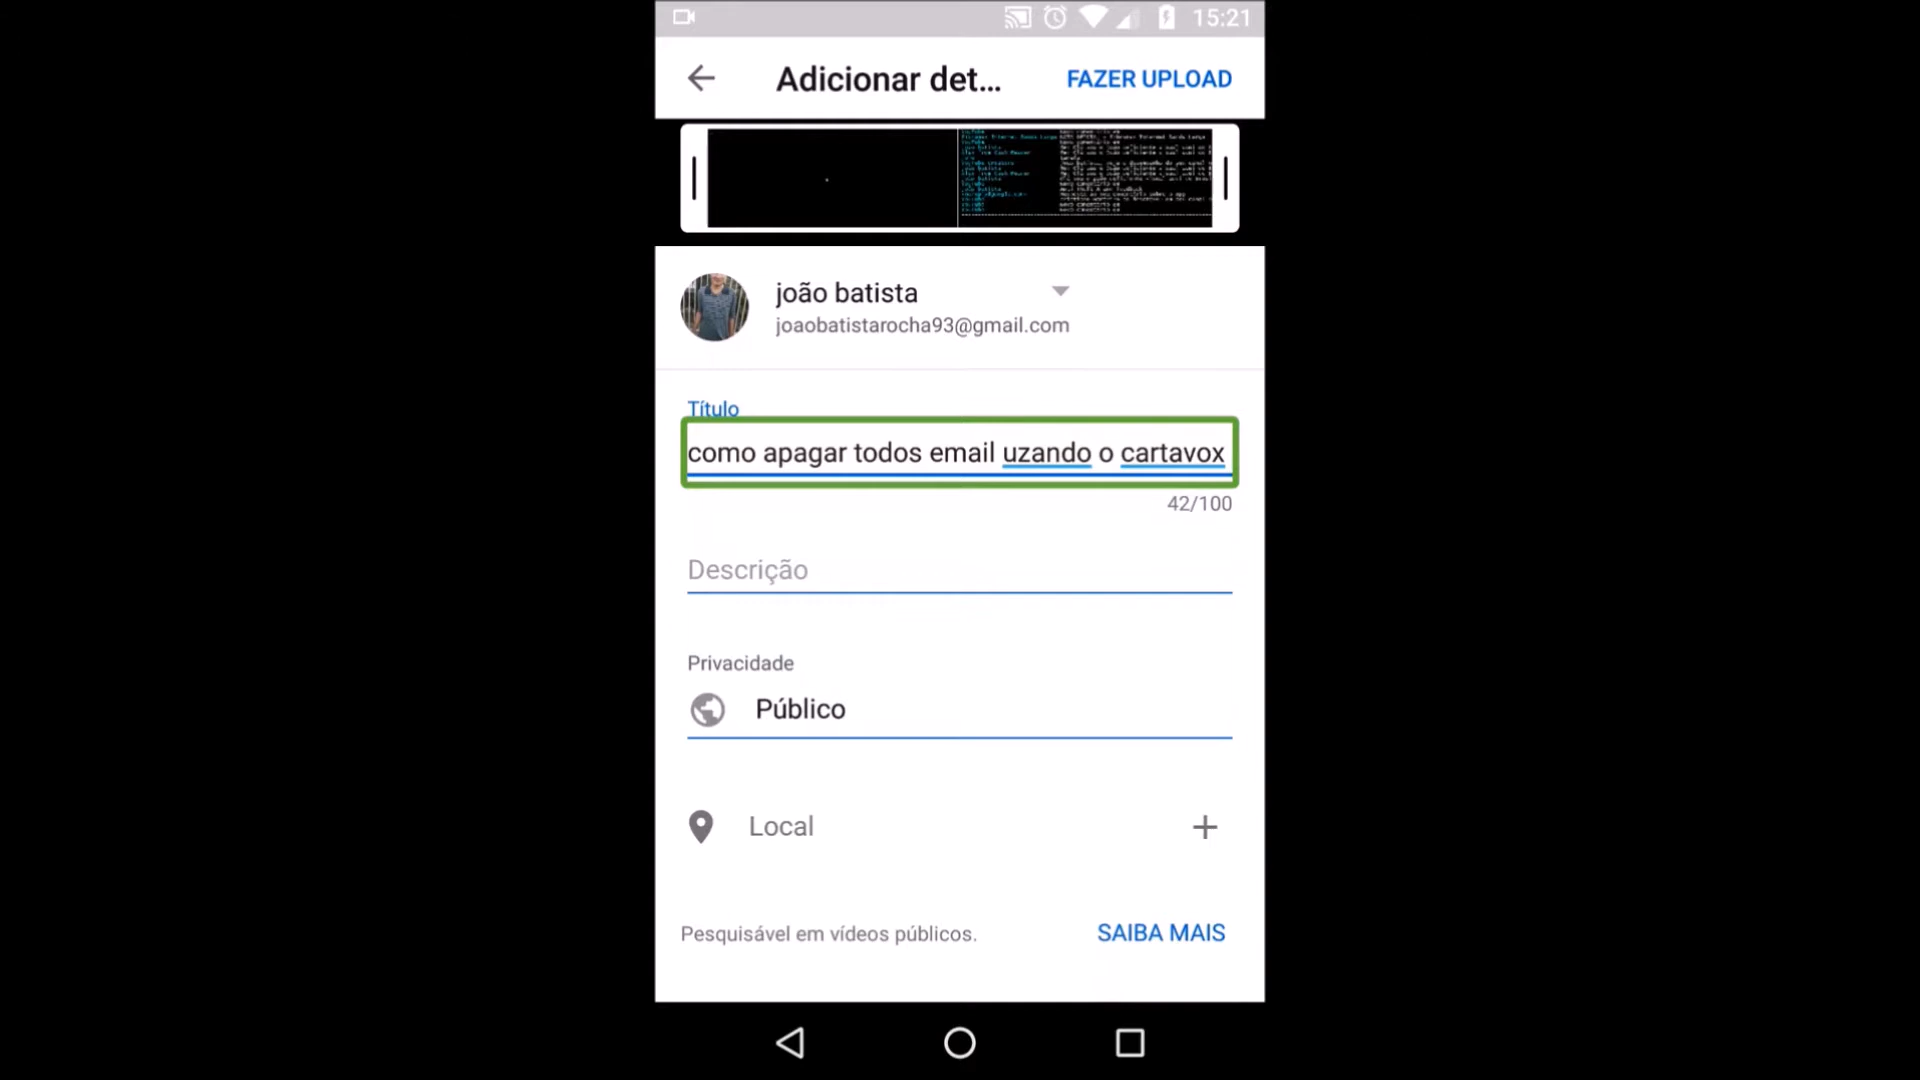 15:21
Adicionar det...
FAZER UPLOAD
joão batista
joaobatistarocha93@gmail.com
Título
como apagar todos email uzando o cartavox
42/100
Descrição
Privacidade
Público
Local
Pesquisável em vídeos públicos.
SAIBA MAIS